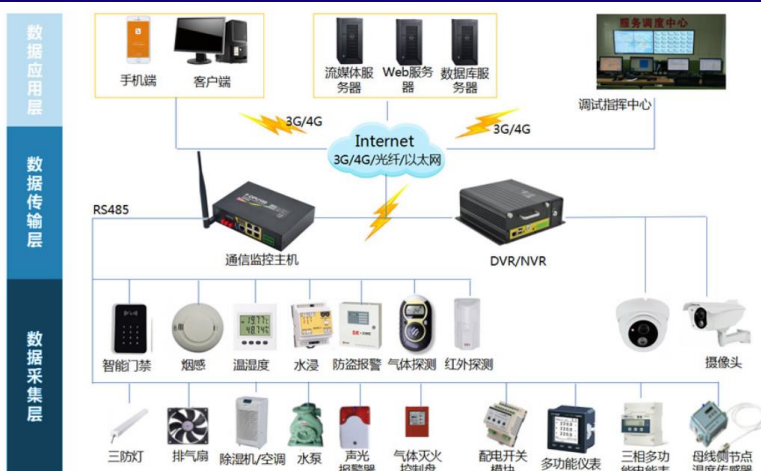 数据应用层
手机端
客户端
流媒体服
务器
Web服务
器
数据库服
务器
服务调度中心
调试指挥中心
3G/4G
3G/4G
Internet
3G/4G/光纤/以太网
数据传输层
RS485
通信监控主机
DVR/NVR
数据采集层
智能门禁
烟感
温湿度
水浸
防盗报警
气体探测
红外探测
摄像头
三防灯
排气扇
除湿机/空调
水泵
声光
报警器
气体灭火
控制盘
配电开关
模块
多功能仪表
三相多功
能电表
母线侧节点
温度传感器